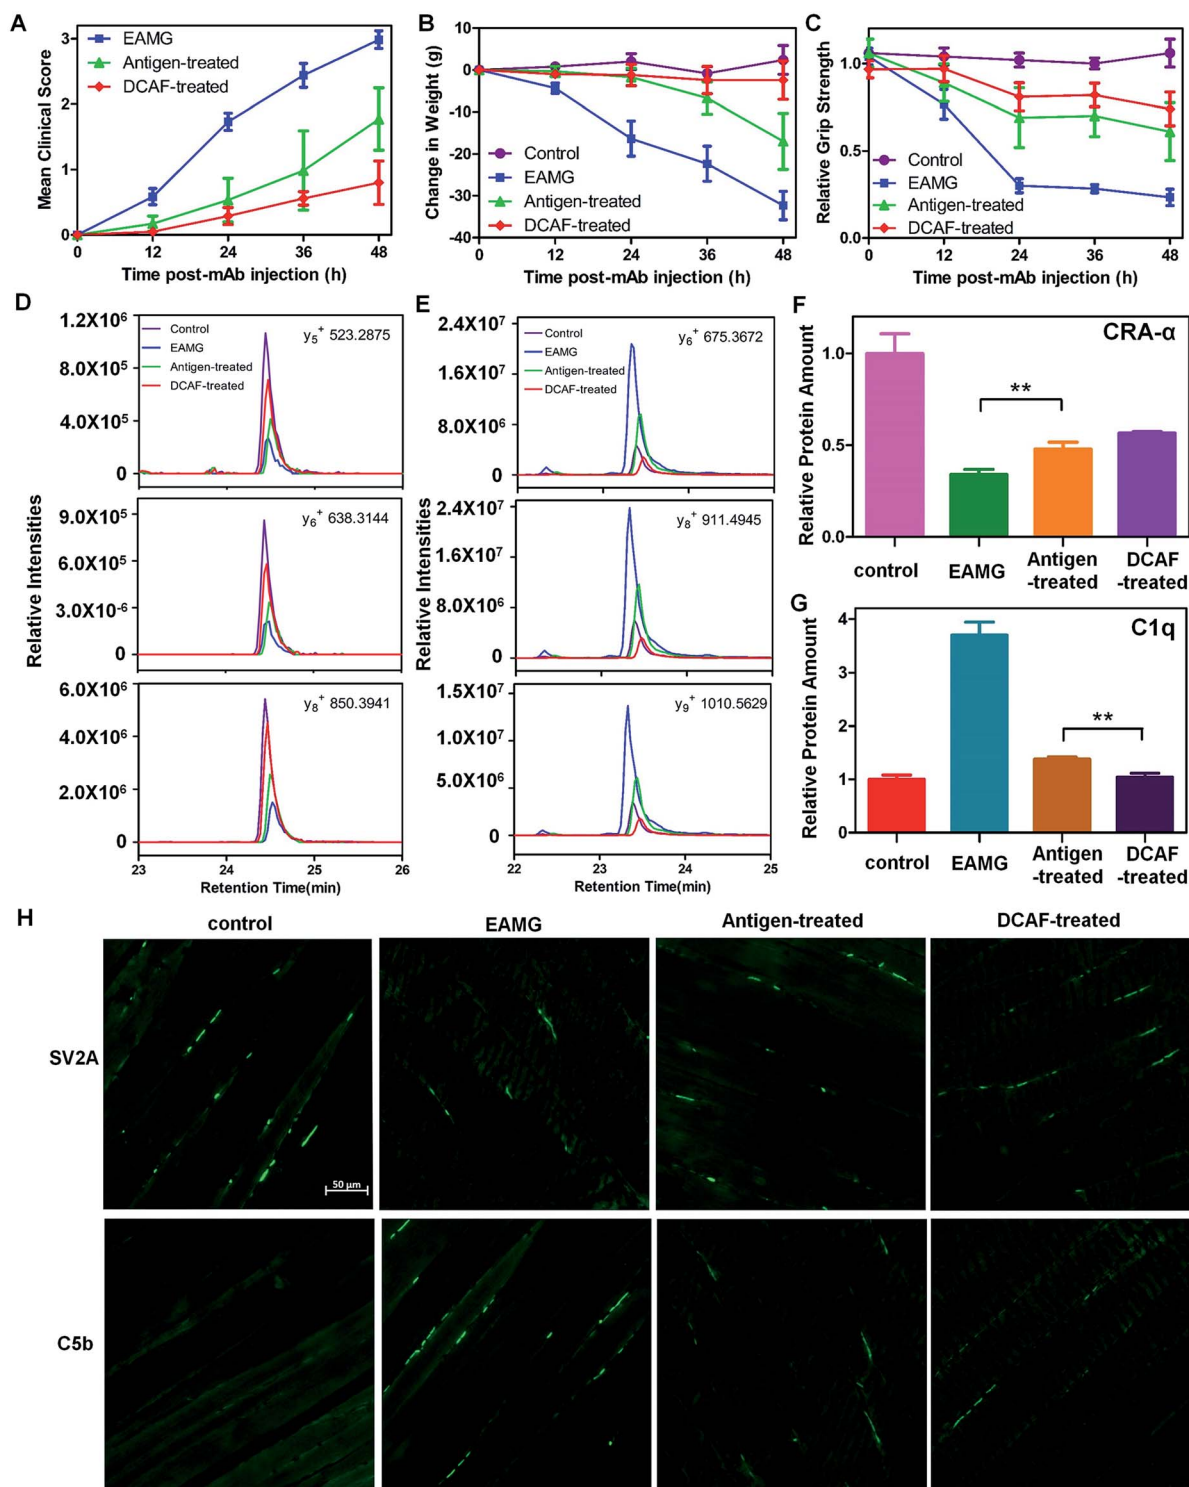 A
Mean Clinical Score
3
2
1
0
EAMG
Antigen-treated
DCAF-treated
0 12 24 36 48
Time post-mAb injection (h)
B
Change in Weight (g)
10
0
-10
-20
-30
-40
Control
EAMG
Antigen-treated
DCAF-treated
0 12 24 36 48
Time post-mAb injection (h)
C
Relative Grip Strength
1.0
0.5
0.0
Control
EAMG
Antigen-treated
DCAF-treated
0 12 24 36 48
Time post-mAb injection (h)
D
Relative Intensities
1.2X10⁶
8.0X10⁵
4.0X10⁵
0
Control
EAMG
Antigen-treated
DCAF-treated
y₅⁺ 523.2875
9.0X10⁵
6.0X10⁵
3.0X10⁻⁶
0
y₆⁺ 638.3144
6.0X10⁶
4.0X10⁶
2.0X10⁶
0
y₈⁺ 850.3941
23 24 25 26
Retention Time(min)
E
Relative Intensities
2.4X10⁷
1.6X10⁷
8.0X10⁶
0
Control
EAMG
Antigen-treated
DCAF-treated
y₆⁺ 675.3672
2.4X10⁷
1.6X10⁷
8.0X10⁶
0
y₈⁺ 911.4945
1.5X10⁷
1.0X10⁷
5.0X10⁶
0
y₉⁺ 1010.5629
22 23 24 25
Retention Time(min)
F
Relative Protein Amount
1.0
0.5
0.0
CRA-α
**
control EAMG Antigen -treated DCAF -treated
G
Relative Protein Amount
4
2
1
0
C1q
**
control EAMG Antigen -treated DCAF -treated
H
control EAMG Antigen-treated DCAF-treated
SV2A
50 μm
C5b